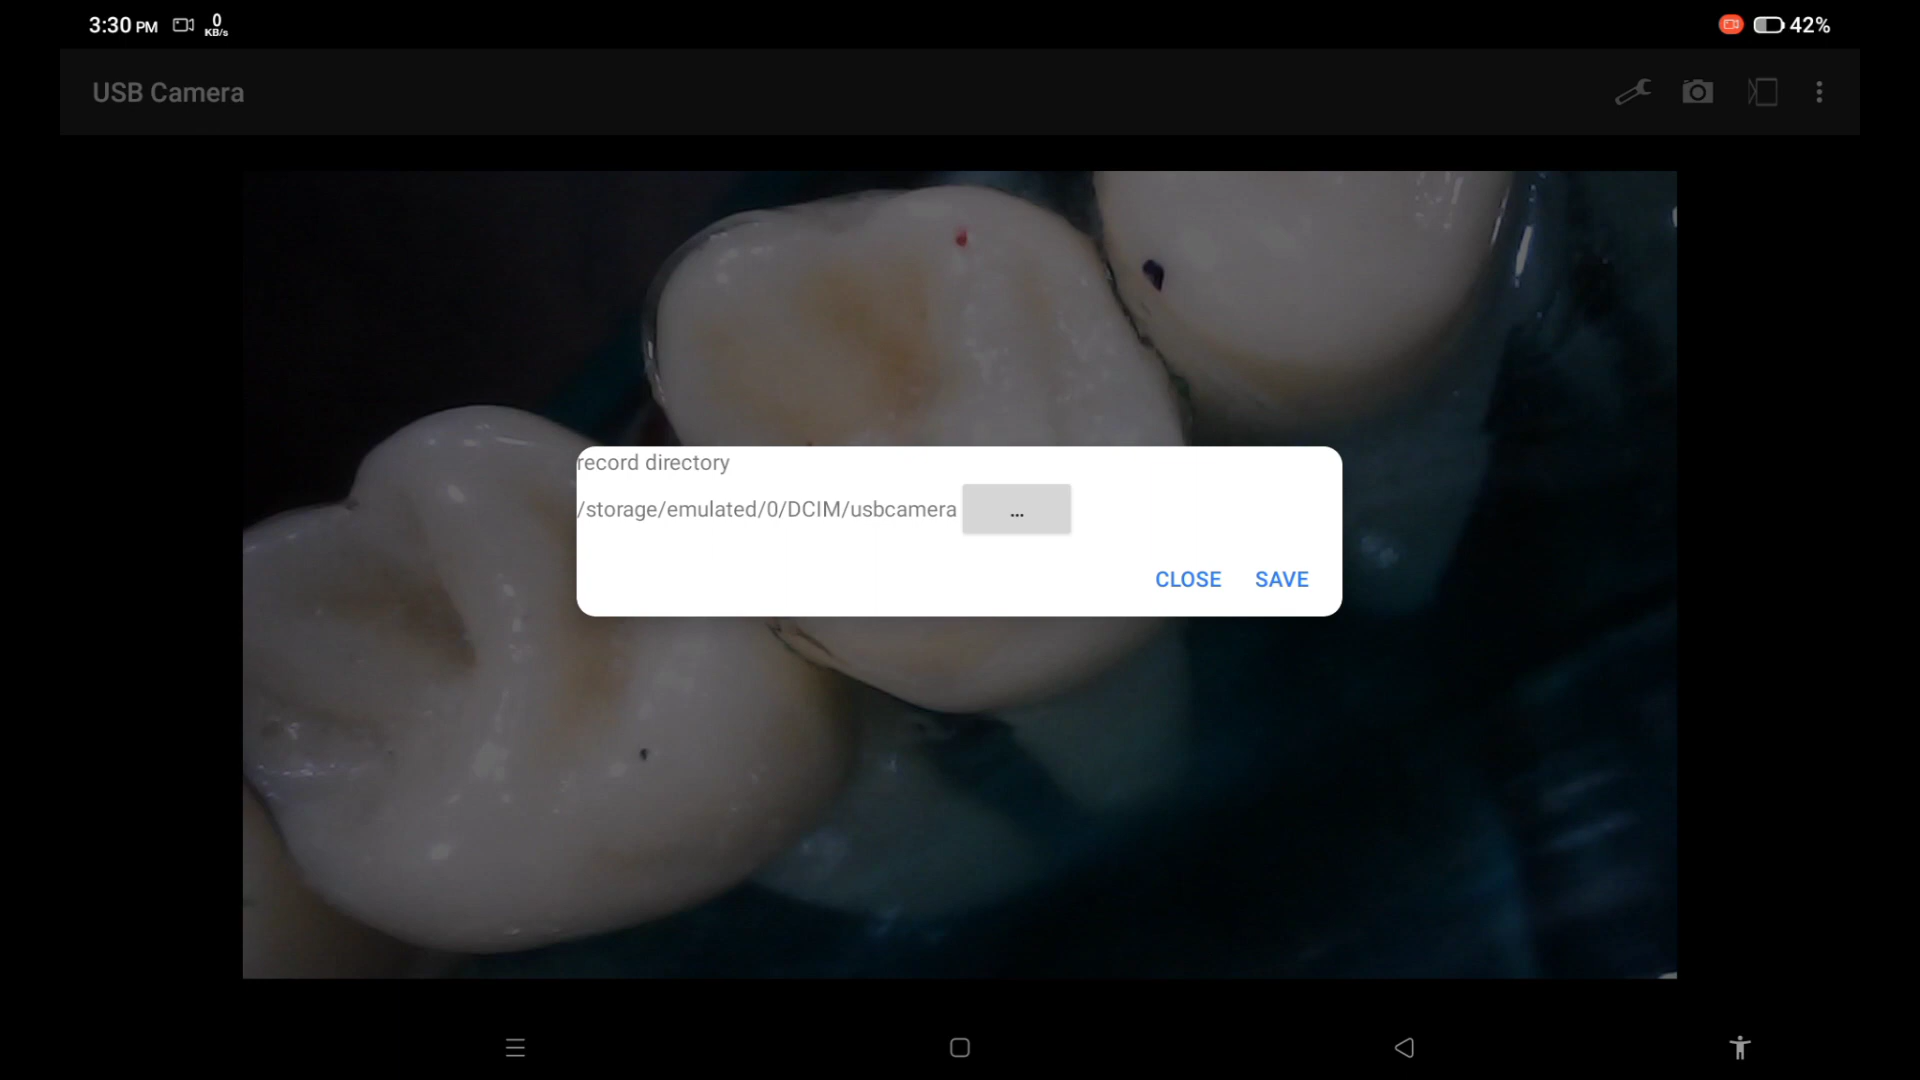 3:30 PM 0 KB/s 42%
USB Camera
record directory
/storage/emulated/0/DCIM/usbcamera ...
CLOSE SAVE